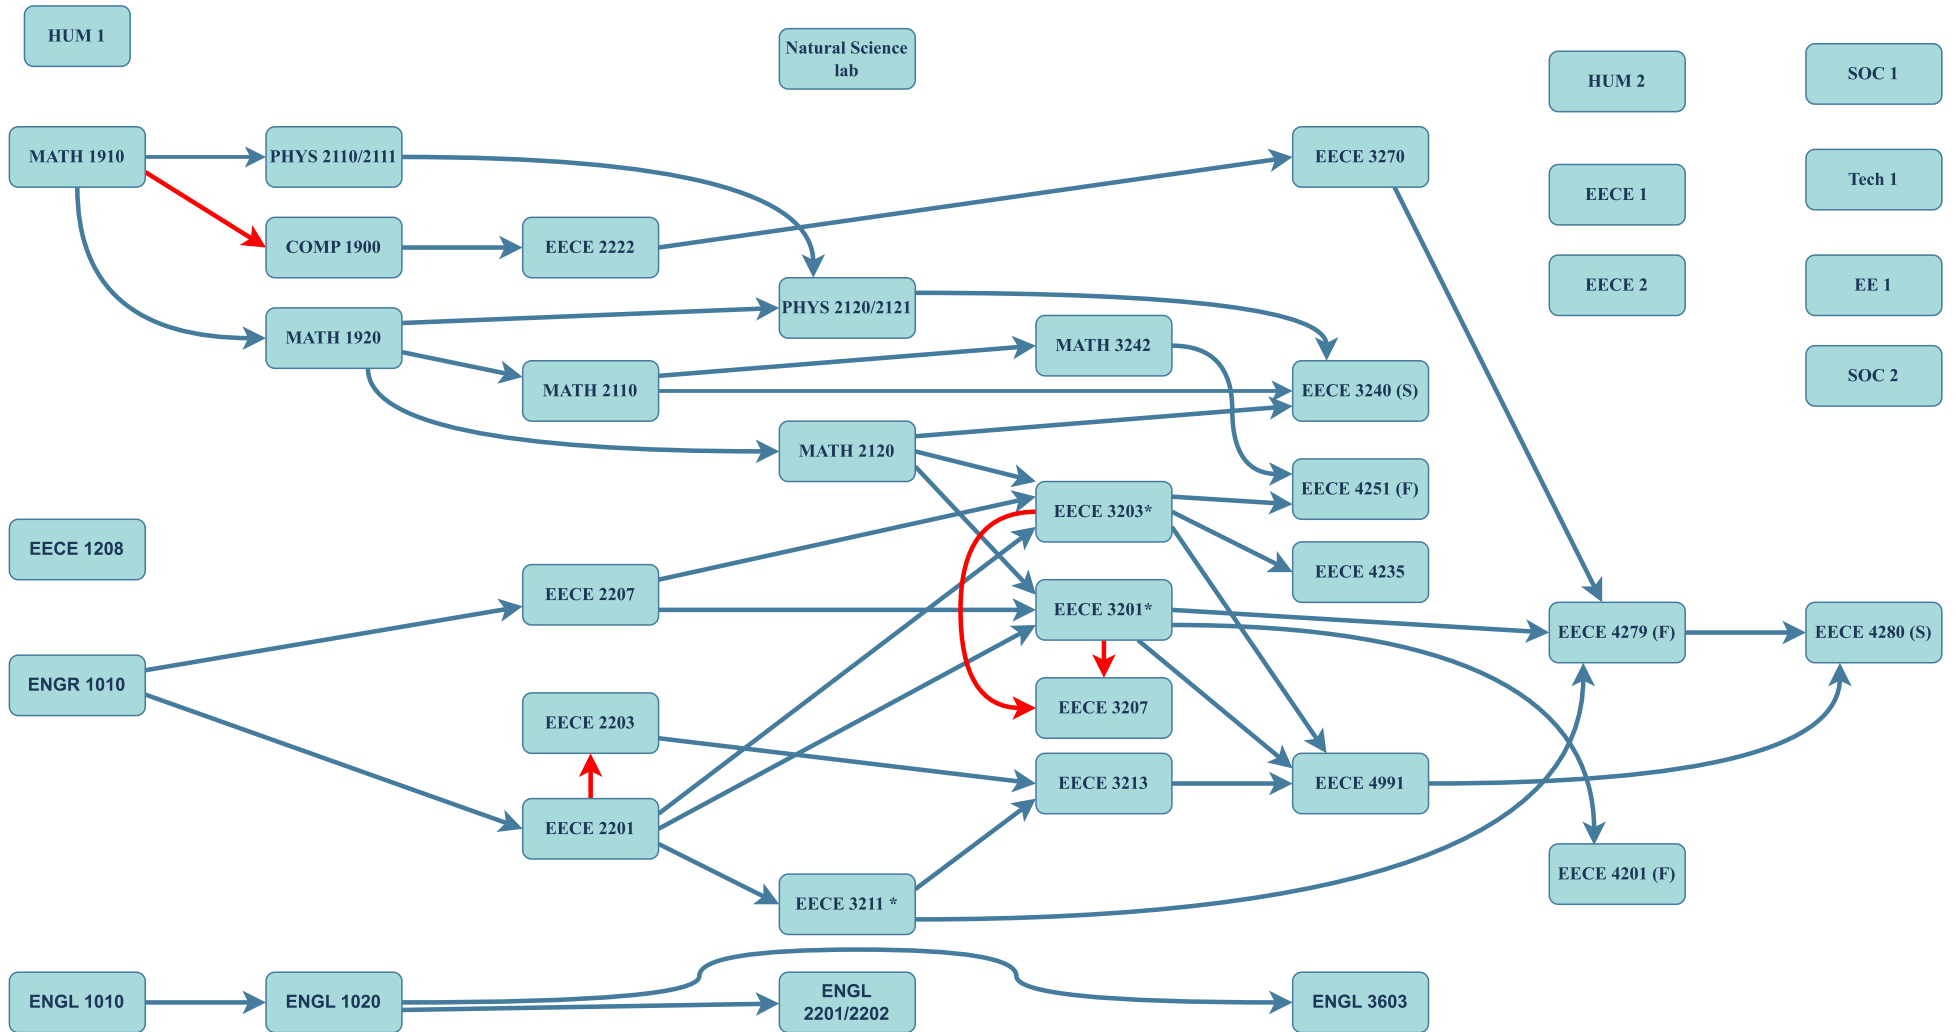 HUM 1
Natural Science
lab
HUM 2
SOC 1
MATH 1910
PHYS 2110/2111
EECE 3270
EECE 1
Tech 1
COMP 1900
EECE 2222
EECE 2
EE 1
MATH 1920
PHYS 2120/2121
MATH 3242
MATH 2110
EECE 3240 (S)
SOC 2
MATH 2120
EECE 3203*
EECE 4251 (F)
EECE 1208
EECE 4235
EECE 2207
EECE 3201*
EECE 4279 (F)
EECE 4280 (S)
ENGR 1010
EECE 2203
EECE 3207
EECE 3213
EECE 4991
EECE 2201
EECE 3211 *
EECE 4201 (F)
ENGL 1010
ENGL 1020
ENGL
2201/2202
ENGL 3603